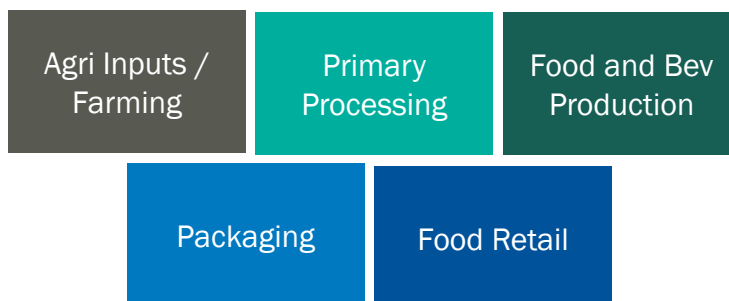 Agri Inputs /
Farming
Primary
Processing
Food and Bev
Production
Packaging
Food Retail